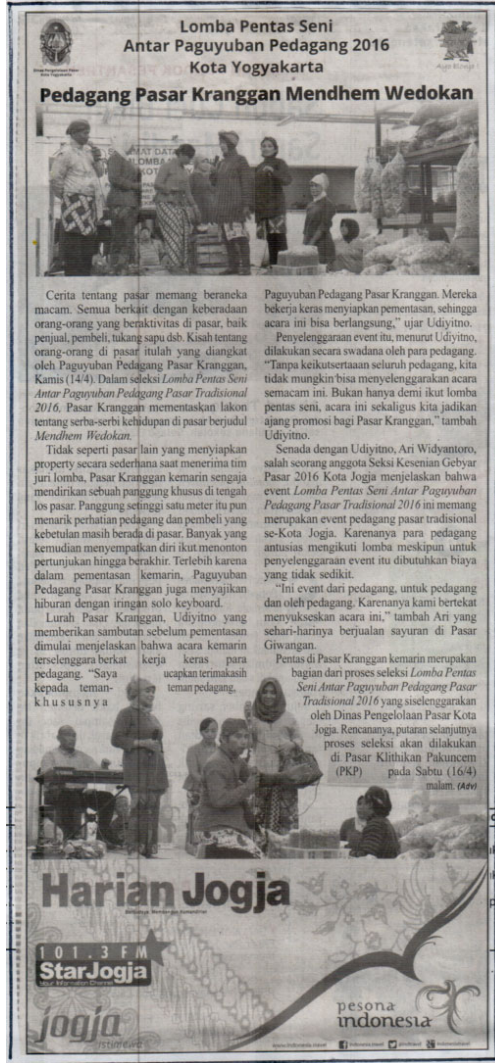 Lomba Pentas Seni
Antar Paguyuban Pedagang 2016
Kota Yogyakarta
Pedagang Pasar Kranggan Mendhem Wedokan
Cerita tentang pasar memang beraneka
macam. Semua berkait dengan keberadaan
orang-orang yang beraktivitas di pasar, baik
penjual, pembeli, tukang sapu dsb. Kisah tentang
orang-orang di pasar itulah yang diangkat
oleh Paguyuban Pedagang Pasar Kranggan,
Kamis (14/4). Dalam seleksi Lomba Pentas Seni
Antar Paguyuban Pedagang Pasar Tradisional
2016, Pasar Kranggan mementaskan lakon
tentang serba-serbi kehidupan di pasar berjudul
Mendhem Wedokan.
Tidak seperti pasar lain yang menyiapkan
property secara sederhana saat menerima tim
juri lomba, Pasar Kranggan kemarin sengaja
mendirikan sebuah panggung khusus di tengah
los pasar. Panggung setinggi satu meter itu pun
menarik perhatian pedagang dan pembeli yang
kebetulan masih berada di pasar. Banyak yang
kemudian menyempatkan diri ikut menonton
pertunjukan hingga berakhir. Terlebih karena
dalam pementasan kemarin, Paguyuban
Pedagang Pasar Kranggan juga menyajikan
hiburan dengan iringan solo keyboard.
Lurah Pasar Kranggan, Udiyitno yang
memberikan sambutan sebelum pementasan
dimulai menjelaskan bahwa acara kemarin
terselenggara berkat kerja keras para
pedagang. “Saya ucapkan terimakasih
kepada teman-teman pedagang,
khususnya
Paguyuban Pedagang Pasar Kranggan. Mereka
bekerja keras menyiapkan pementasan, sehingga
acara ini bisa berlangsung,” ujar Udiyitno.
Penyelenggaraan event itu, menurut Udiyitno,
dilakukan secara swadana oleh para pedagang.
“Tanpa keikutsertaaan seluruh pedagang, kita
tidak mungkin bisa menyelenggarakan acara
semacam ini. Bukan hanya demi ikut lomba
pentas seni, acara ini sekaligus kita jadikan
ajang promosi bagi Pasar Kranggan,” tambah
Udiyitno.
Senada dengan Udiyitno, Ari Widyantoro,
salah seorang anggota Seksi Kesenian Gebyar
Pasar 2016 Kota Jogja menjelaskan bahwa
event Lomba Pentas Seni Antar Paguyuban
Pedagang Pasar Tradisional 2016 ini memang
merupakan event pedagang pasar tradisional
se-Kota Jogja. Karenanya para pedagang
antusias mengikuti lomba meskipun untuk
penyelenggaraan event itu dibutuhkan biaya
yang tidak sedikit.
“Ini event dari pedagang, untuk pedagang
dan oleh pedagang. Karenanya kami bertekat
menyukseskan acara ini,” tambah Ari yang
sehari-harinya berjualan sayuran di Pasar
Giwangan.
Pentas di Pasar Kranggan kemarin merupakan
bagian dari proses seleksi Lomba Pentas
Seni Antar Paguyuban Pedagang Pasar
Tradisional 2016 yang siselenggarakan
oleh Dinas Pengelolaan Pasar Kota
Jogja. Rencananya, putaran selanjutnya
proses seleksi akan dilakukan
di Pasar Klithikan Pakuncen
(PKP) pada Sabtu (16/4)
malam. (Adv)
Harian Jogja
101.3 FM
StarJogja
Your Information Channel
jogja
istimewa
pesona
indonesia